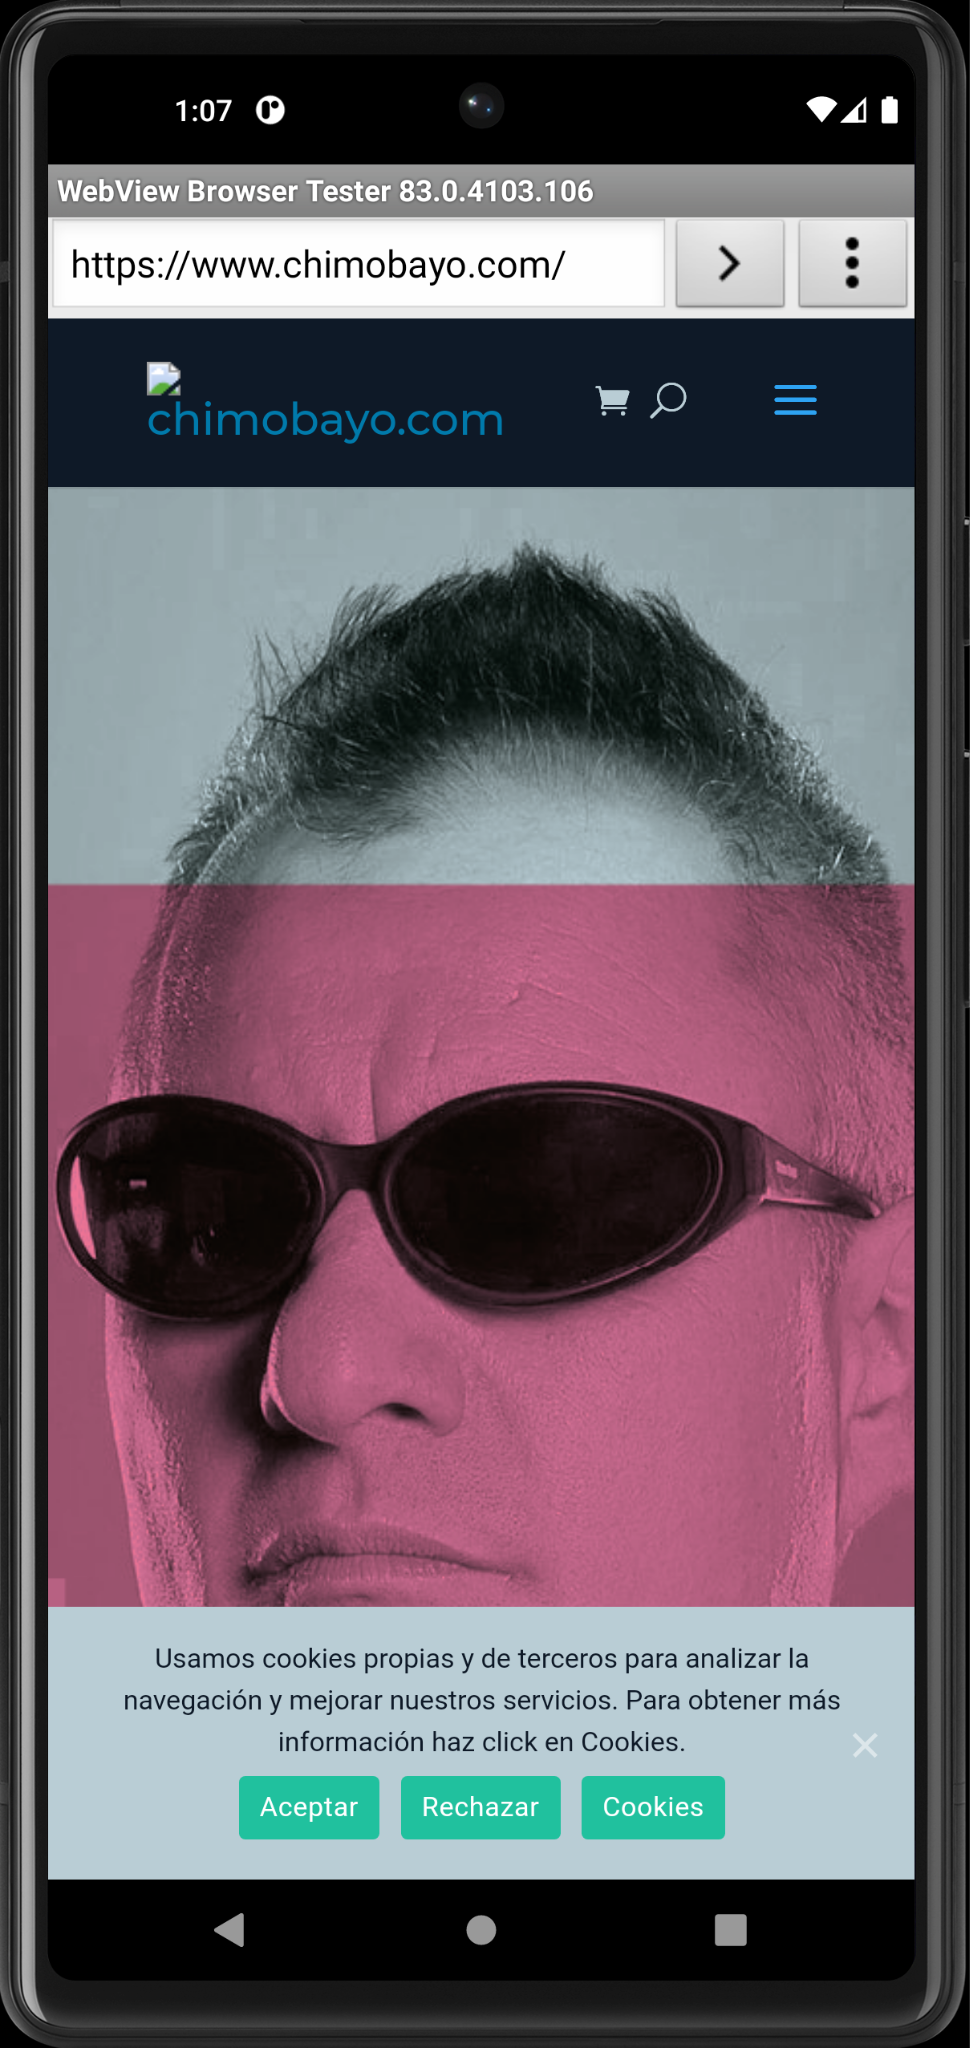 1:07
WebView Browser Tester 83.0.4103.106
https://www.chimobayo.com/
chimobayo.com
Usamos cookies propias y de terceros para analizar la
navegación y mejorar nuestros servicios. Para obtener más
información haz click en Cookies.
Aceptar
Rechazar
Cookies